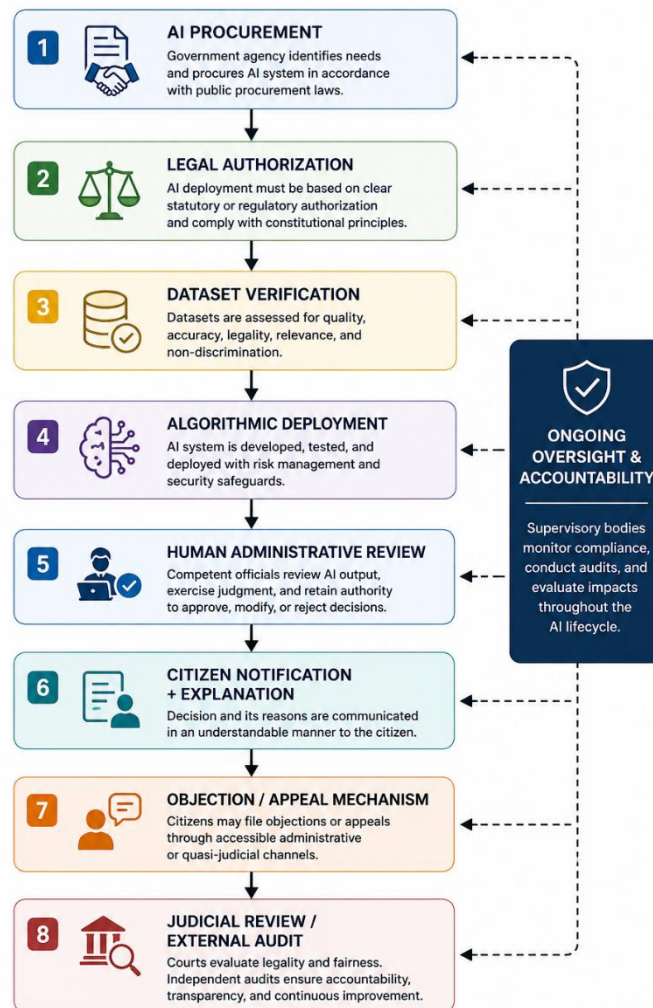 1
AI PROCUREMENT
Government agency identifies needs
and procures AI system in accordance
with public procurement laws.
2
LEGAL AUTHORIZATION
AI deployment must be based on clear
statutory or regulatory authorization
and comply with constitutional principles.
3
DATASET VERIFICATION
Datasets are assessed for quality,
accuracy, legality, relevance, and
non-discrimination.
4
ALGORITHMIC DEPLOYMENT
AI system is developed, tested, and
deployed with risk management and
security safeguards.
5
HUMAN ADMINISTRATIVE REVIEW
Competent officials review AI output,
exercise judgment, and retain authority
to approve, modify, or reject decisions.
6
CITIZEN NOTIFICATION
+ EXPLANATION
Decision and its reasons are communicated
in an understandable manner to the citizen.
7
OBJECTION / APPEAL MECHANISM
Citizens may file objections or appeals
through accessible administrative
or quasi-judicial channels.
8
JUDICIAL REVIEW /
EXTERNAL AUDIT
Courts evaluate legality and fairness.
Independent audits ensure accountability,
transparency, and continuous improvement.
ONGOING
OVERSIGHT &
ACCOUNTABILITY
Supervisory bodies
monitor compliance,
conduct audits, and
evaluate impacts
throughout the
AI lifecycle.